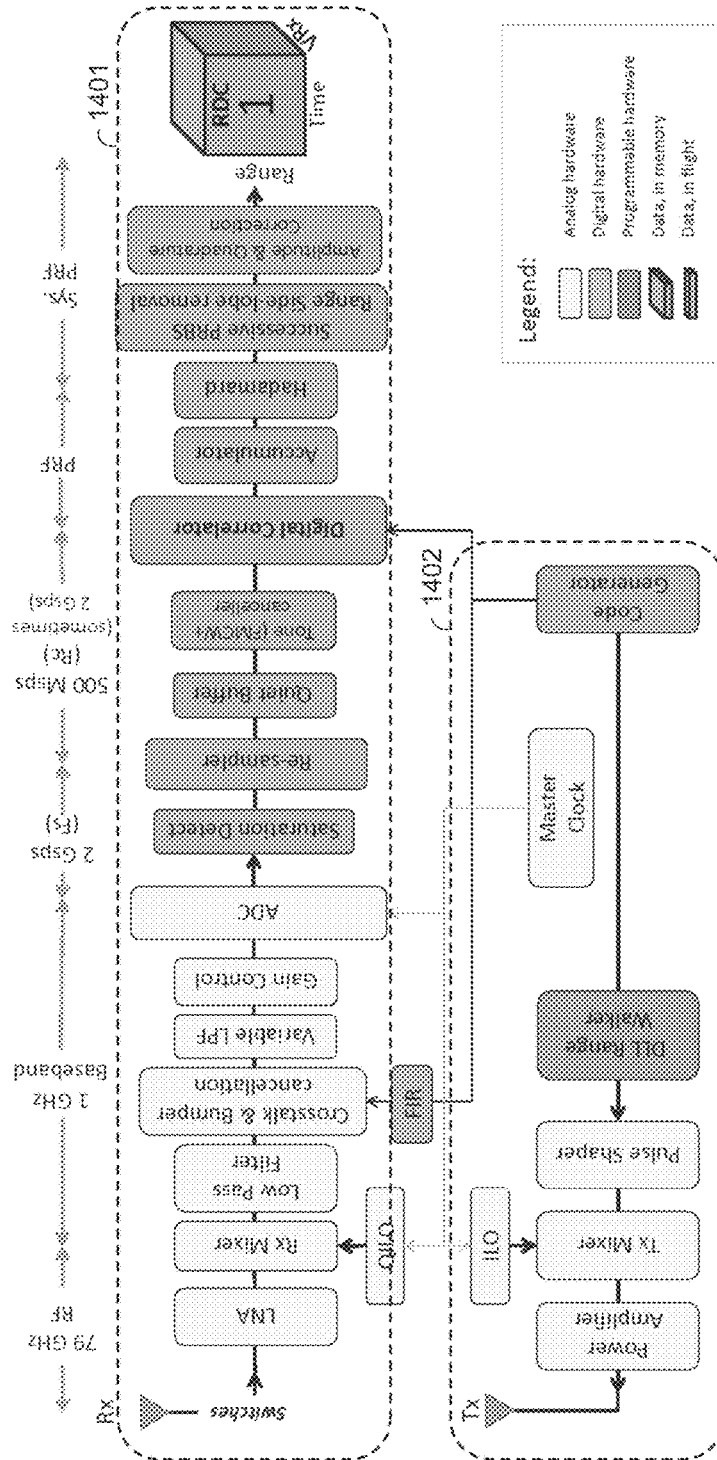 79 GHz
RF
1 GHz
Baseband
2 Gsps
(Fs)
500 Msps
(Rc)
(sometimes
2 Gsps)
PRF
Sys.
PRF
Rx
1401
Switches
LNA
Rx Mixer
Low Pass
Filter
Crosstalk & Bumper
cancellation
Variable LPF
Gain Control
ADC
Saturation Detect
Re-sampler
Quiet Buffer
Tone (FMCW)
canceller
Digital Correlator
Accumulator
Hadamard
Successive PRBS
Range Side lobe removal
Amplitude & Quadrature
Correction
Range
RDC
1
VRx
Time
QILO
FIR
1402
Tx
ILO
Power
Amplifier
Tx Mixer
Pulse Shaper
DLL Range
Walker
Master
Clock
Code
Generator
Legend:
Analog hardware
Digital hardware
Programmable hardware
Data, in memory
Data, in flight